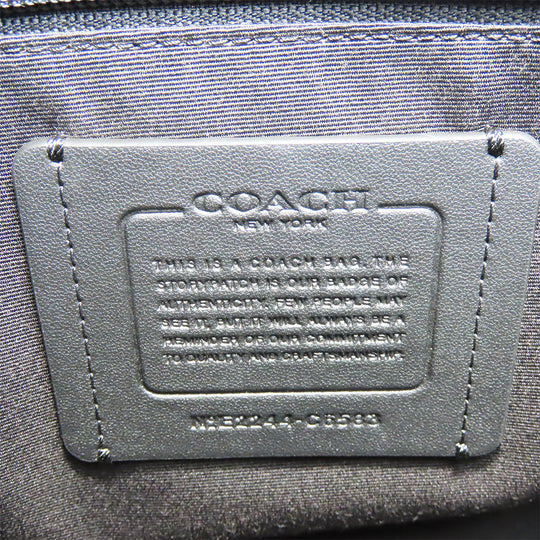 COACH
NEW YORK
THIS IS A COACH BAG. THE
STORYPATCH IS OUR BADGE OF
AUTHENTICITY. FEW PEOPLE MAY
SEE IT, BUT IT WILL ALWAYS BE A
REMINDER OF OUR COMMITMENT
TO QUALITY AND CRAFTSMANSHIP.